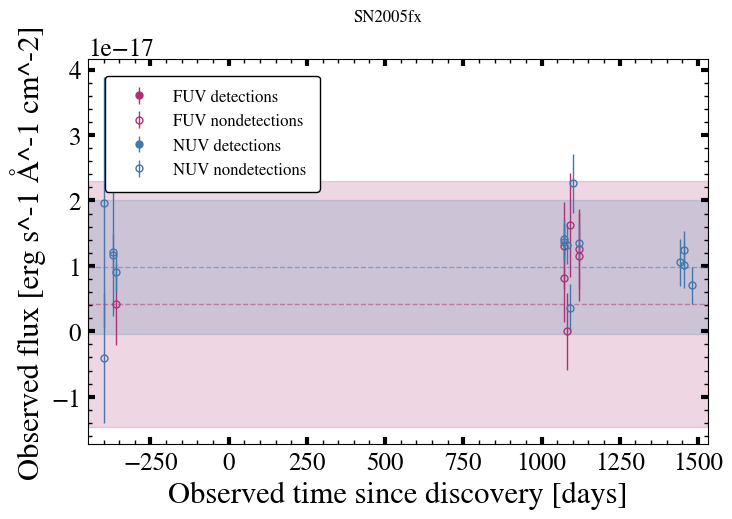 SN2005fx
1e−17
Observed flux [erg s^-1 Å^-1 cm^-2]
4
3
2
1
0
−1
FUV detections
FUV nondetections
NUV detections
NUV nondetections
−250 0 250 500 750 1000 1250 1500
Observed time since discovery [days]